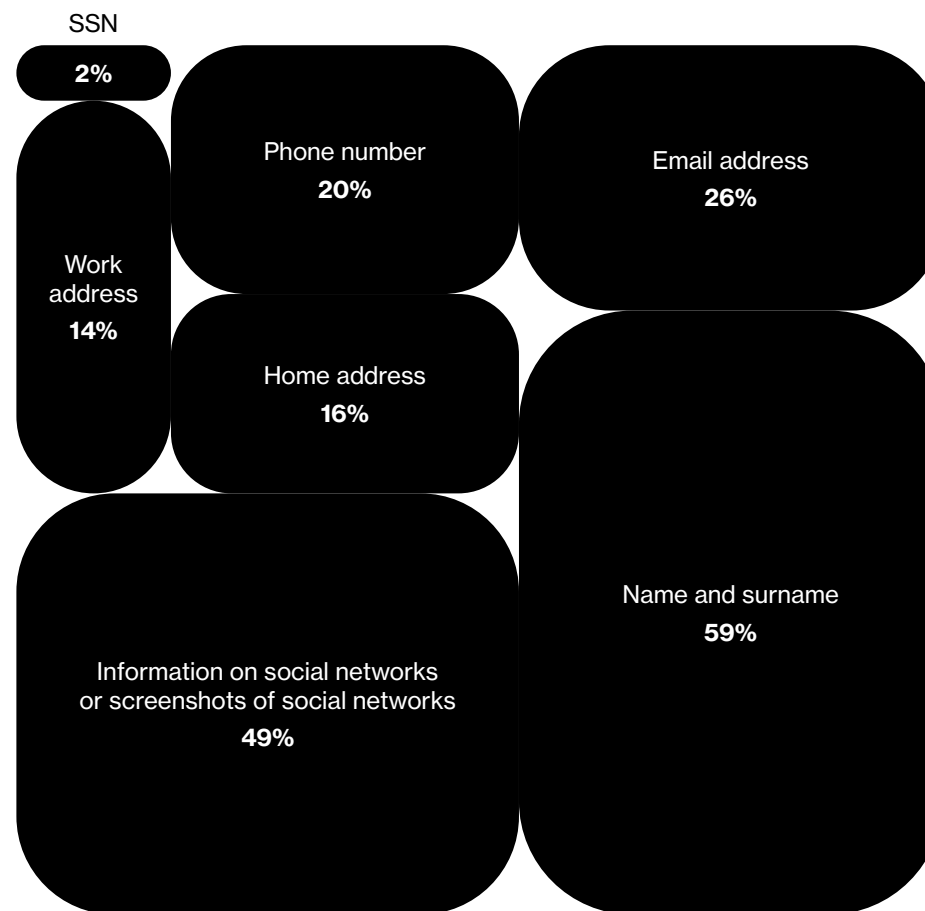 SSN
2%
Phone number
20%
Email address
26%
Work
address
14%
Home address
16%
Name and surname
59%
Information on social networks
or screenshots of social networks
49%